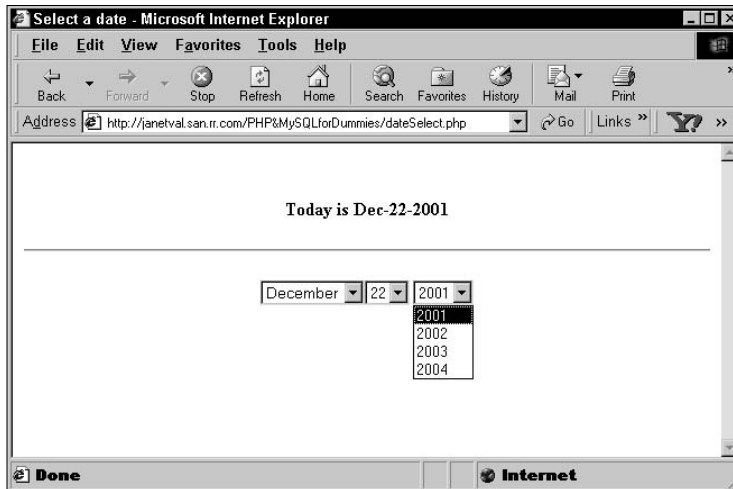 Select a date - Microsoft Internet Explorer
File Edit View Favorites Tools Help
Back Forward Stop Refresh Home Search Favorites History Mail Print »
Address http://janetval.san.rr.com/PHP&MySQLforDummies/dateSelect.php Go Links » Y! »
Today is Dec-22-2001
December 22 2001
2001
2002
2003
2004
Done Internet